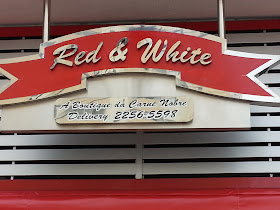 Red & White
A Boutique da Carne Nobre
Delivery 2256-5598